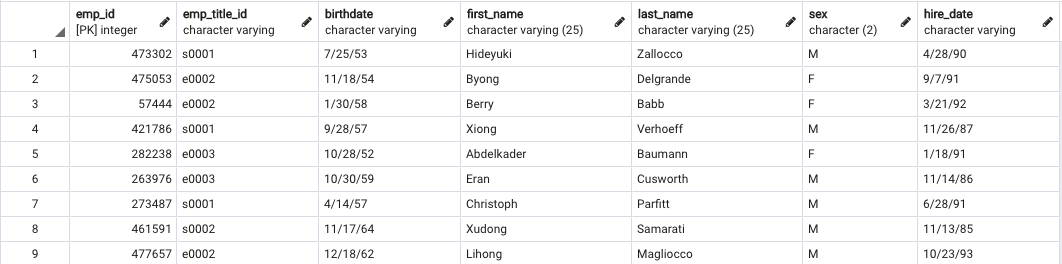 emp_id emp_title_id birthdate first_name last_name sex hire_date
[PK] integer character varying character varying character varying (25) character varying (25) character (2) character varying
1 473302 s0001 7/25/53 Hideyuki Zallocco M 4/28/90
2 475053 e0002 11/18/54 Byong Delgrande F 9/7/91
3 57444 e0002 1/30/58 Berry Babb F 3/21/92
4 421786 s0001 9/28/57 Xiong Verhoeff M 11/26/87
5 282238 e0003 10/28/52 Abdelkader Baumann F 1/18/91
6 263976 e0003 10/30/59 Eran Cusworth M 11/14/86
7 273487 s0001 4/14/57 Christoph Parfitt M 6/28/91
8 461591 s0002 11/17/64 Xudong Samarati M 11/13/85
9 477657 e0002 12/18/62 Lihong Magliocco M 10/23/93